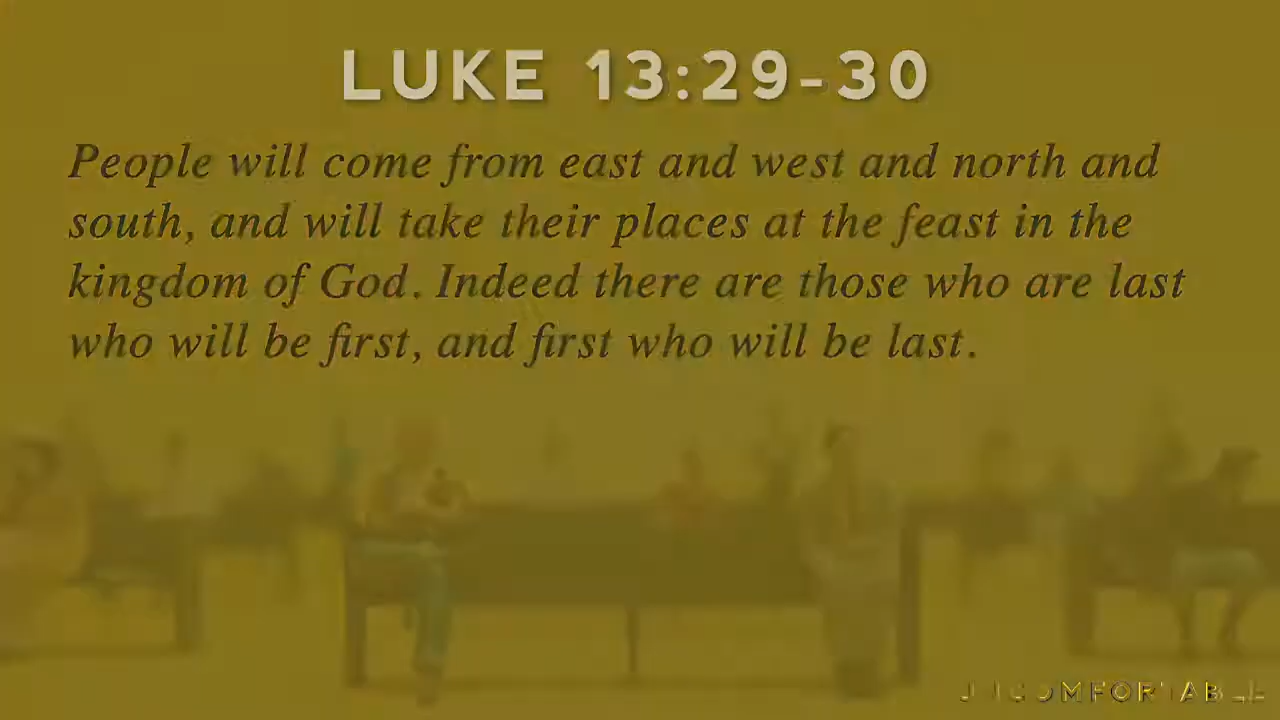 LUKE 13:29-30
People will come from east and west and north and
south, and will take their places at the feast in the
kingdom of God. Indeed there are those who are last
who will be first, and first who will be last.
UNCOMFORTABLE